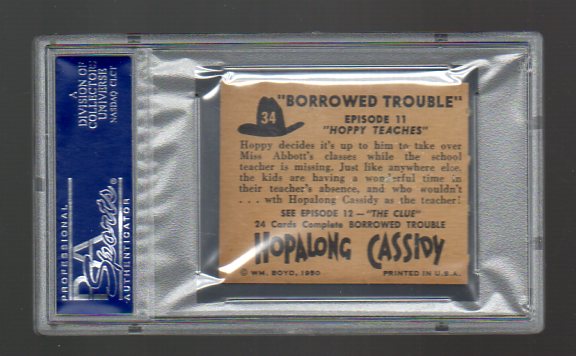 A
DIVISION OF
COLLECTORS
UNIVERSE
NASDAQ CLCT
PROFESSIONAL
PSA
Sports
AUTHENTICATOR
34
"BORROWED TROUBLE"
EPISODE 11
"HOPPY TEACHES"
Hoppy decides it's up to him to take over
Miss Abbott's classes while the school
teacher is missing. Just like anywhere else,
the kids are having a wonderful time in
their teacher's absence, and who wouldn't
. . . wth Hopalong Cassidy as the teacher!
SEE EPISODE 12—"THE CLUE"
24 Cards Complete BORROWED TROUBLE
HOPALONG CASSIDY
© WM. BOYD, 1950
PRINTED IN U.S.A.